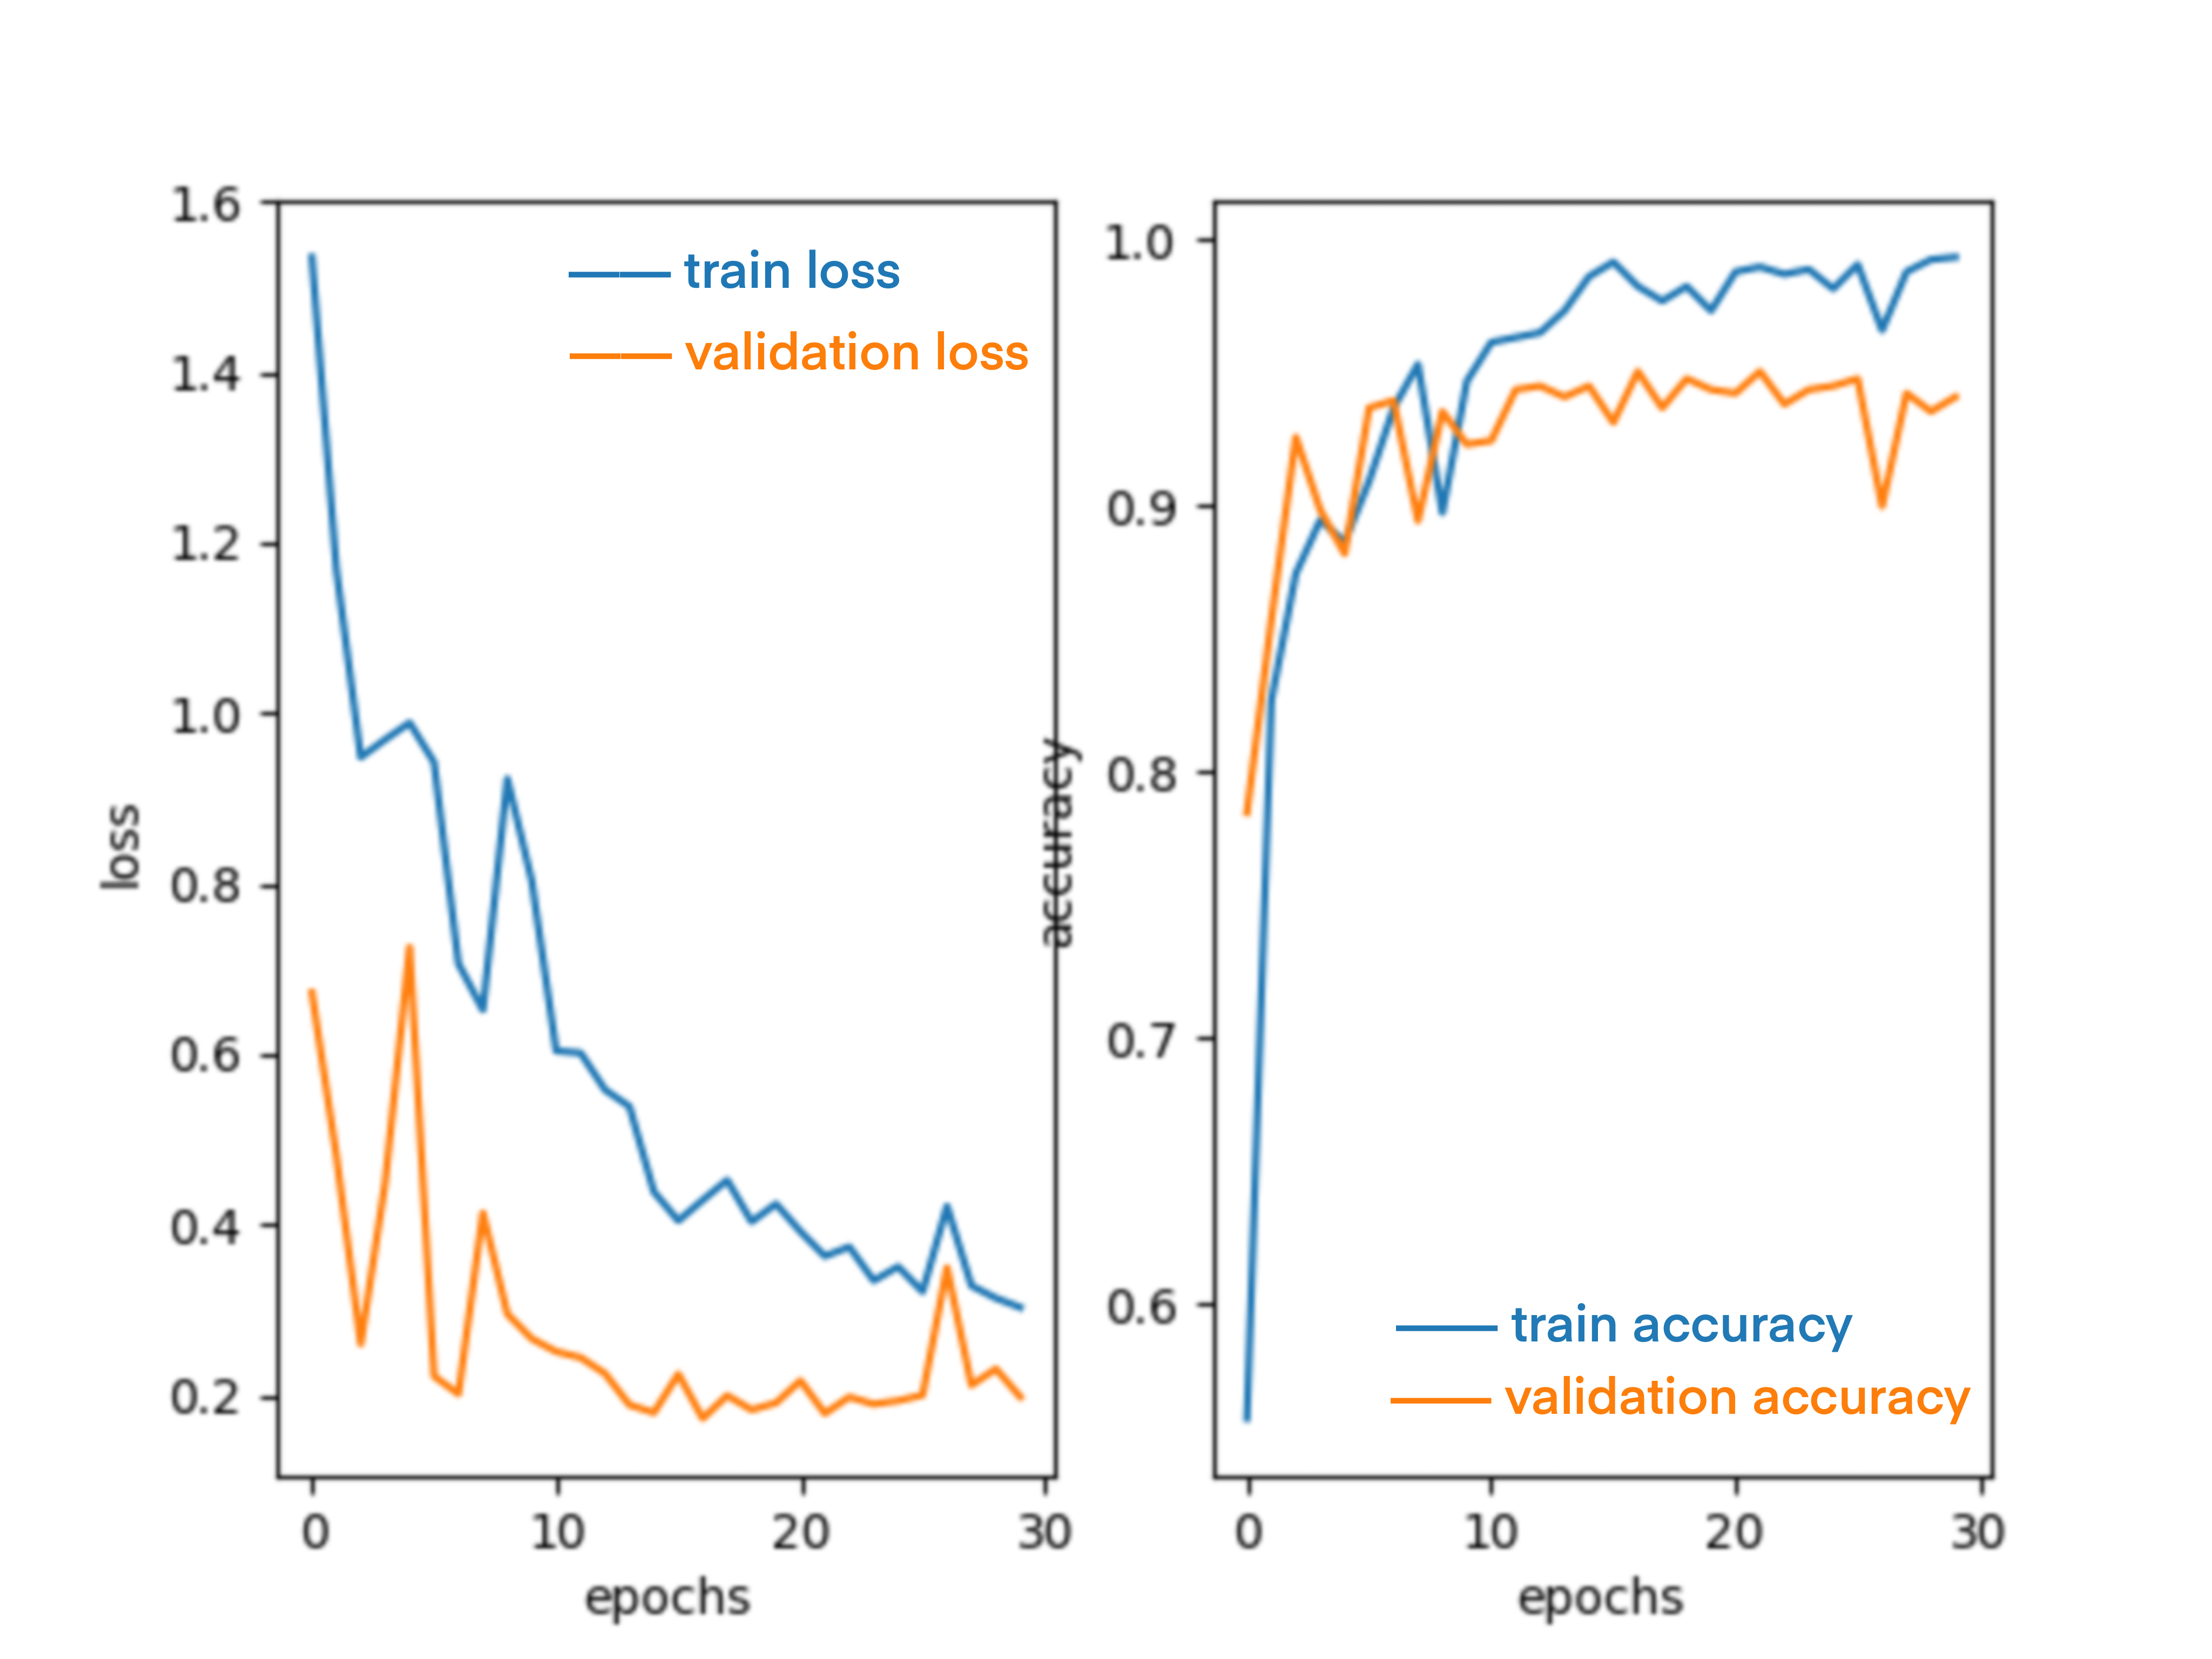 1.6
1.4
1.2
1.0
0.8
0.6
0.4
0.2
loss
train loss
validation loss
0
10
20
30
epochs
1.0
0.9
0.8
0.7
0.6
accuracy
train accuracy
validation accuracy
0
10
20
30
epochs